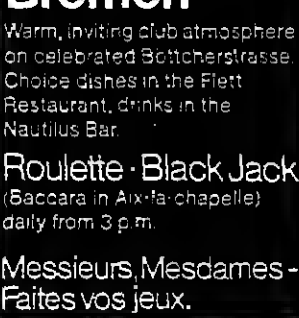 Bremen
Warm, inviting club atmosphere
on celebrated Böttcherstrasse.
Choice dishes in the Flett
Restaurant, drinks in the
Nautilus Bar.
Roulette · Black Jack
(Baccara in Aix-la-chapelle)
daily from 3 p.m.
Messieurs, Mesdames -
Faites vos jeux.